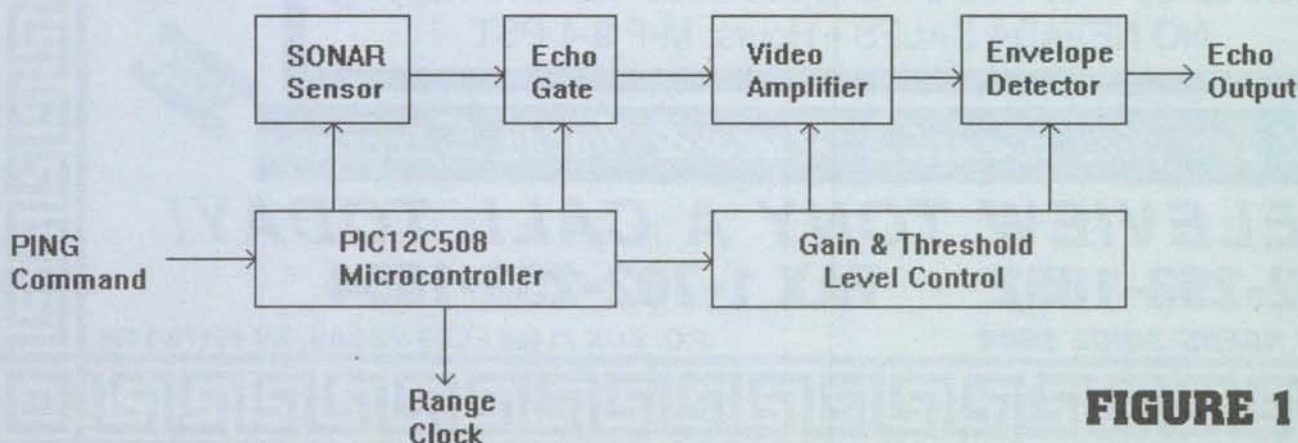 SONAR
Sensor
Echo
Gate
Video
Amplifier
Envelope
Detector
Echo
Output
PING
Command
PIC12C508
Microcontroller
Gain & Threshold
Level Control
Range
Clock
FIGURE 1